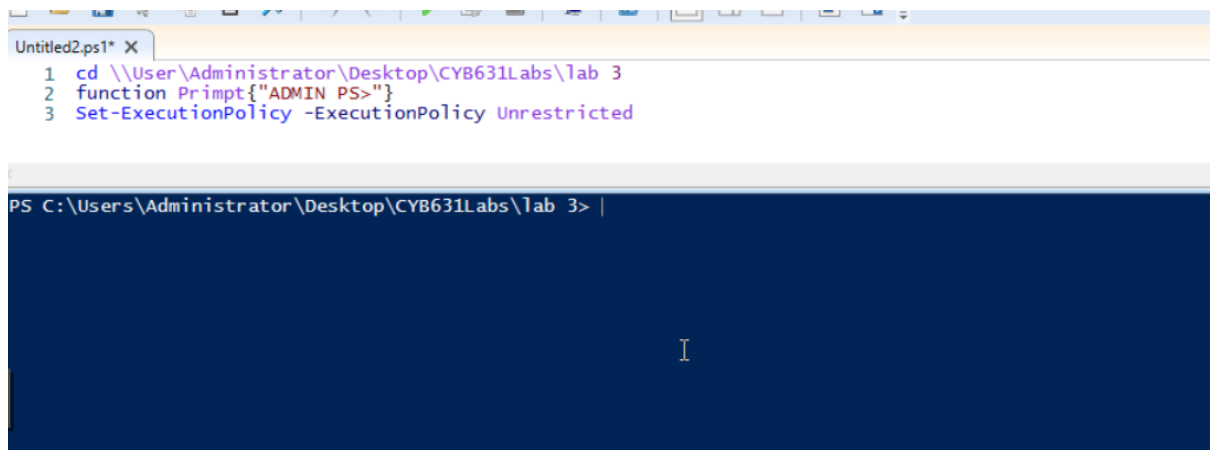 Untitled2.ps1* X
1 cd \\User\Administrator\Desktop\CYB631Labs\lab 3
2 function Primpt{"ADMIN PS>"}
3 Set-ExecutionPolicy -ExecutionPolicy Unrestricted
PS C:\Users\Administrator\Desktop\CYB631Labs\lab 3>